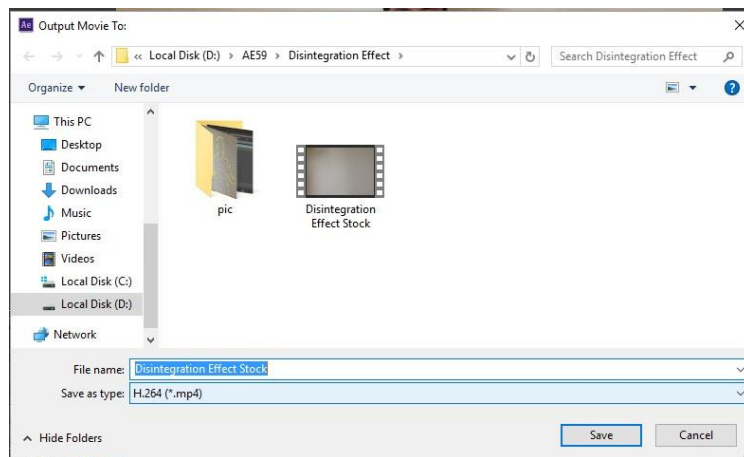 Ae Output Movie To:
« Local Disk (D:) > AE59 > Disintegration Effect >
Search Disintegration Effect
Organize
New folder
?
This PC
Desktop
Documents
Downloads
Music
Pictures
Videos
Local Disk (C:)
Local Disk (D:)
Network
pic
Disintegration
Effect Stock
File name: Disintegration Effect Stock
Save as type: H.264 (*.mp4)
Hide Folders
Save
Cancel